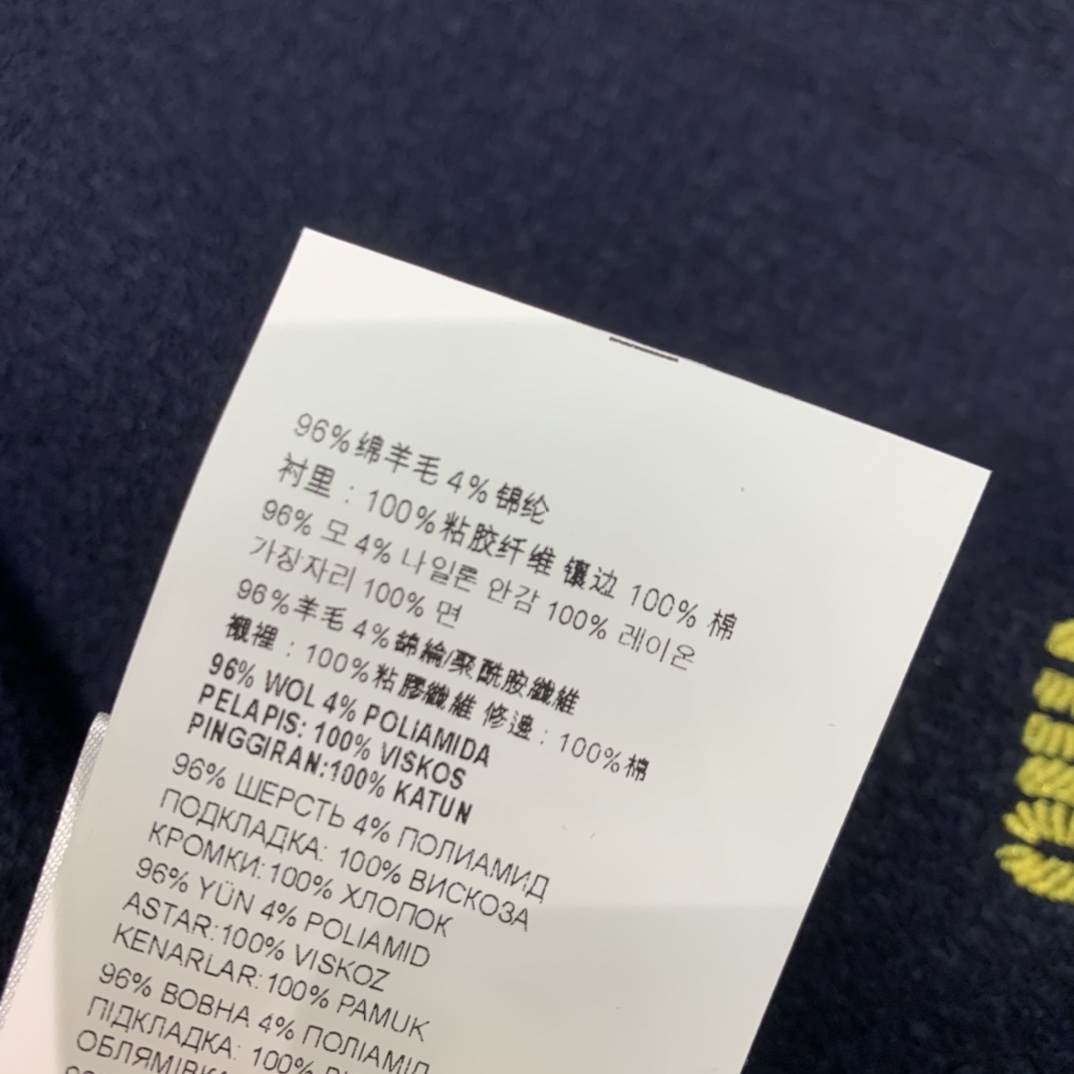 96%绵羊毛 4%锦纶
衬里：100%粘胶纤维 镶边 100% 棉
96% 모 4% 나일론 안감 100% 레이온
가장자리 100% 면
96%羊毛 4%錦綸/聚酰胺纖維
襯裡：100%粘膠纖維 修邊：100%棉
96% WOL 4% POLIAMIDA
PELAPIS: 100% VISKOS
PINGGIRAN:100% KATUN
96% ШЕРСТЬ 4% ПОЛИАМИД
ПОДКЛАДКА: 100% ВИСКОЗА
КРОМКИ:100% ХЛОПОК
96% YÜN 4% POLIAMID
ASTAR:100% VISKOZ
KENARLAR:100% PAMUK
96% ВОВНА 4% ПОЛІАМІД
ПІДКЛАДКА: 100%
ОБЛЯМІВКА